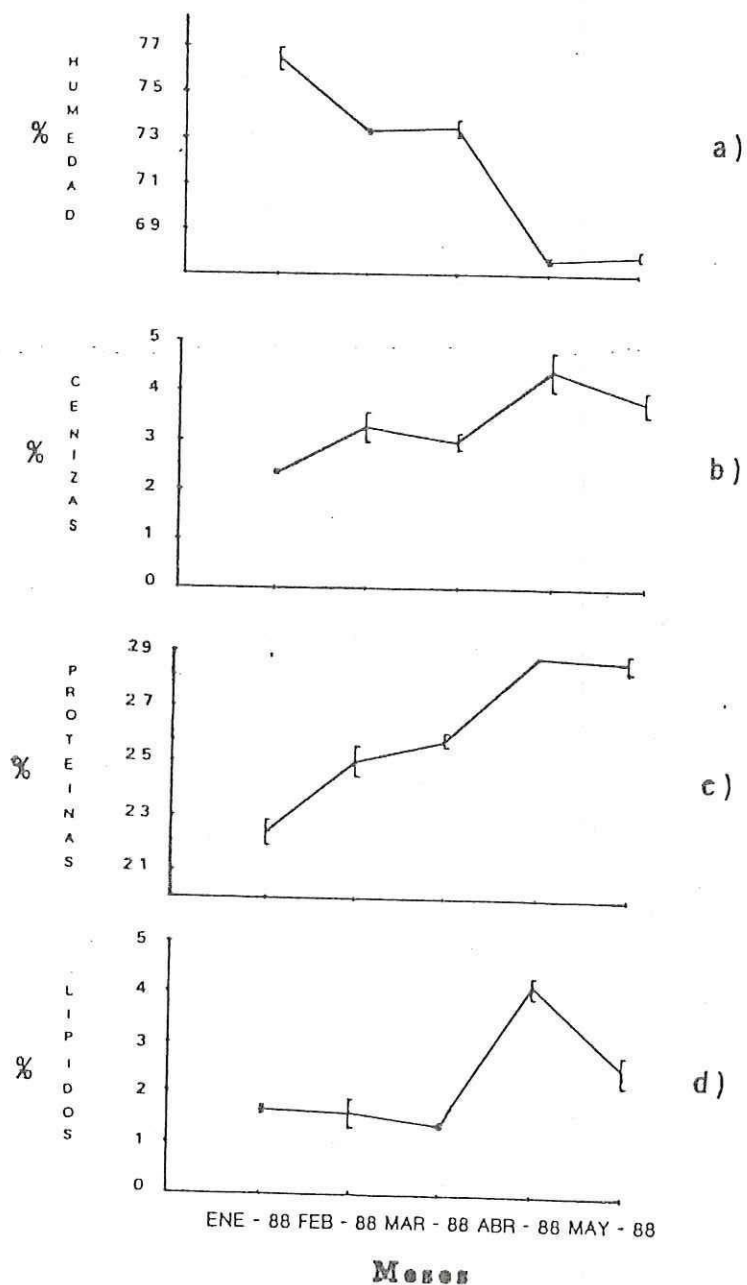 HUMEDAD
%
77
75
73
71
69
a)
CENIZAS
%
5
4
3
2
1
0
b)
PROTEINAS
%
29
27
25
23
21
c)
LIPIDOS
%
5
4
3
2
1
0
d)
ENE - 88 FEB - 88 MAR - 88 ABR - 88 MAY - 88
Meses